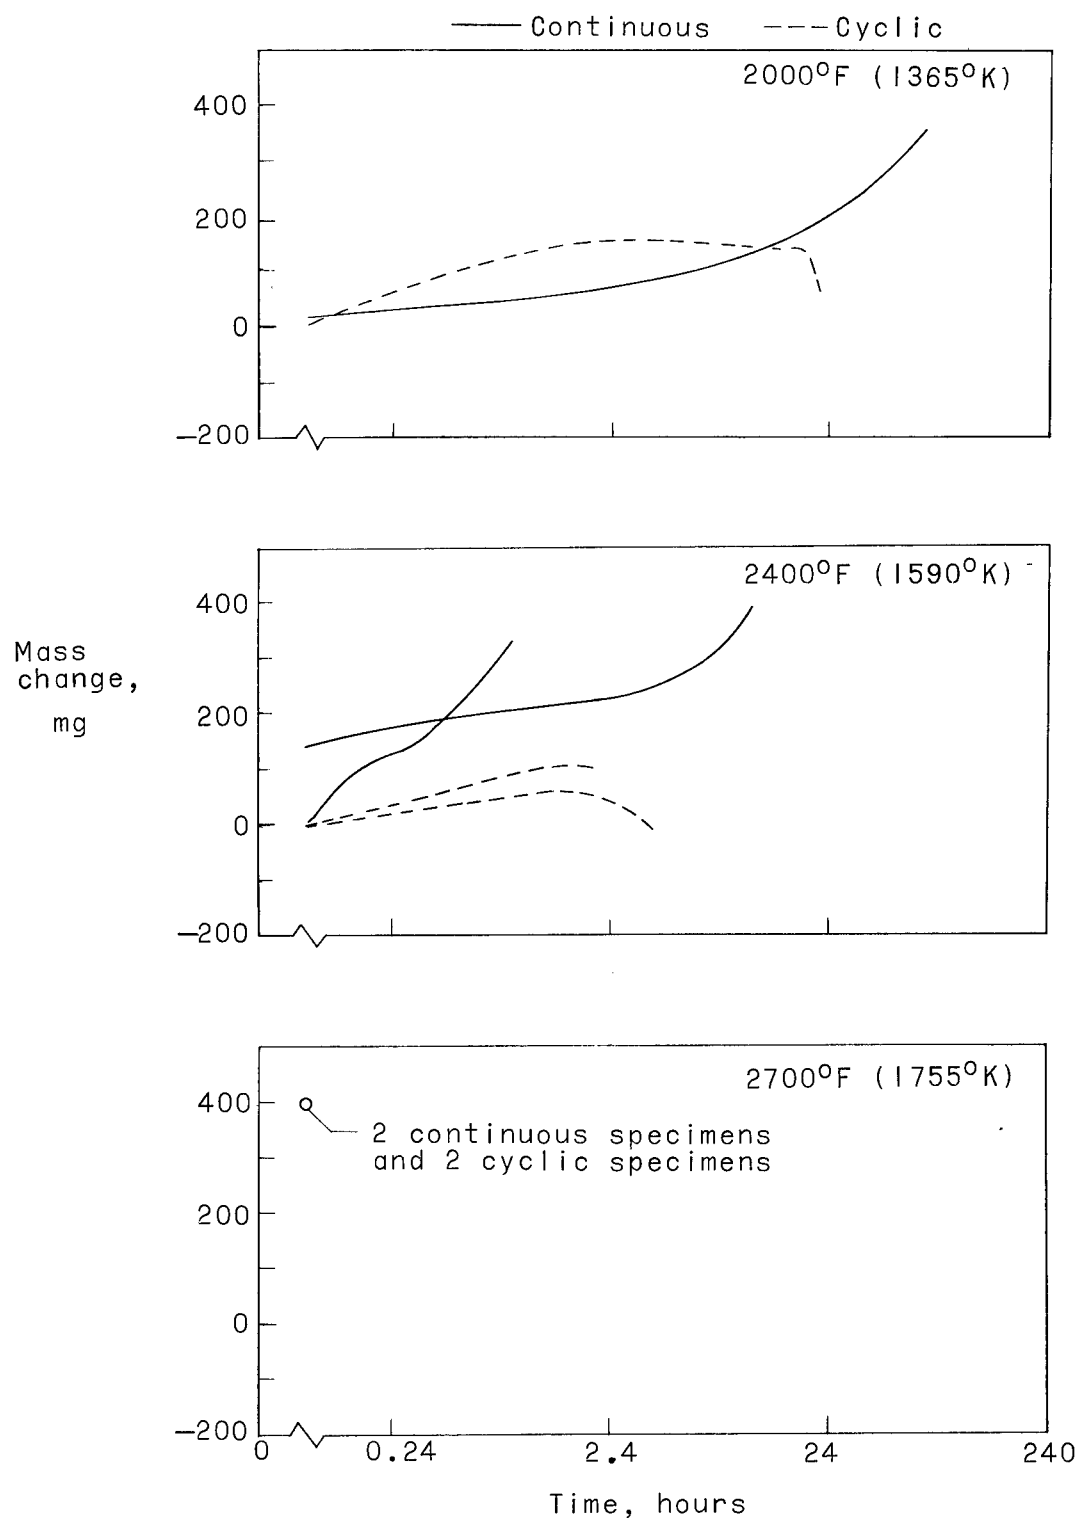 Continuous Cyclic
2000°F (1365°K)
400
200
0
−200
2400°F (1590°K)
400
200
0
−200
Mass
change,
mg
2700°F (1755°K)
400
2 continuous specimens
and 2 cyclic specimens
200
0
−200
0 0.24 2.4 24 240
Time, hours